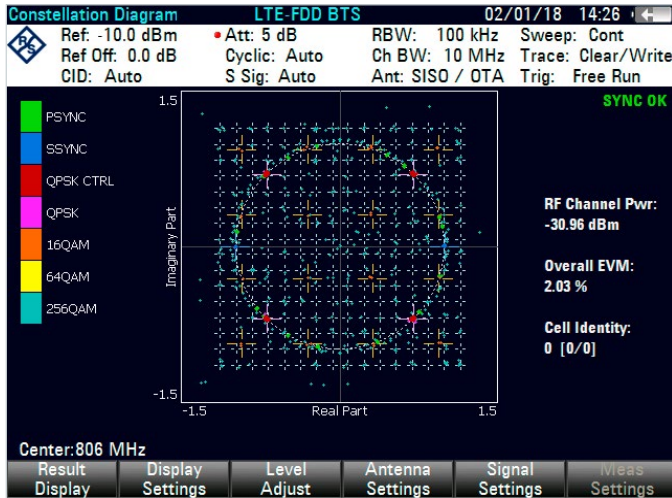 Constellation Diagram LTE-FDD BTS 02/01/18 14:26
Ref: -10.0 dBm Att: 5 dB RBW: 100 kHz Sweep: Cont
Ref Off: 0.0 dB Cyclic: Auto Ch BW: 10 MHz Trace: Clear/Write
CID: Auto S Sig: Auto Ant: SISO / OTA Trig: Free Run
SYNC OK
1.5
PSYNC
SSYNC
QPSK CTRL
QPSK
16QAM
64QAM
256QAM
Imaginary Part
RF Channel Pwr:
-30.96 dBm
Overall EVM:
2.03 %
Cell Identity:
0 [0/0]
-1.5
-1.5 Real Part 1.5
Center:806 MHz
Result Display
Display Settings
Level Adjust
Antenna Settings
Signal Settings
Meas Settings